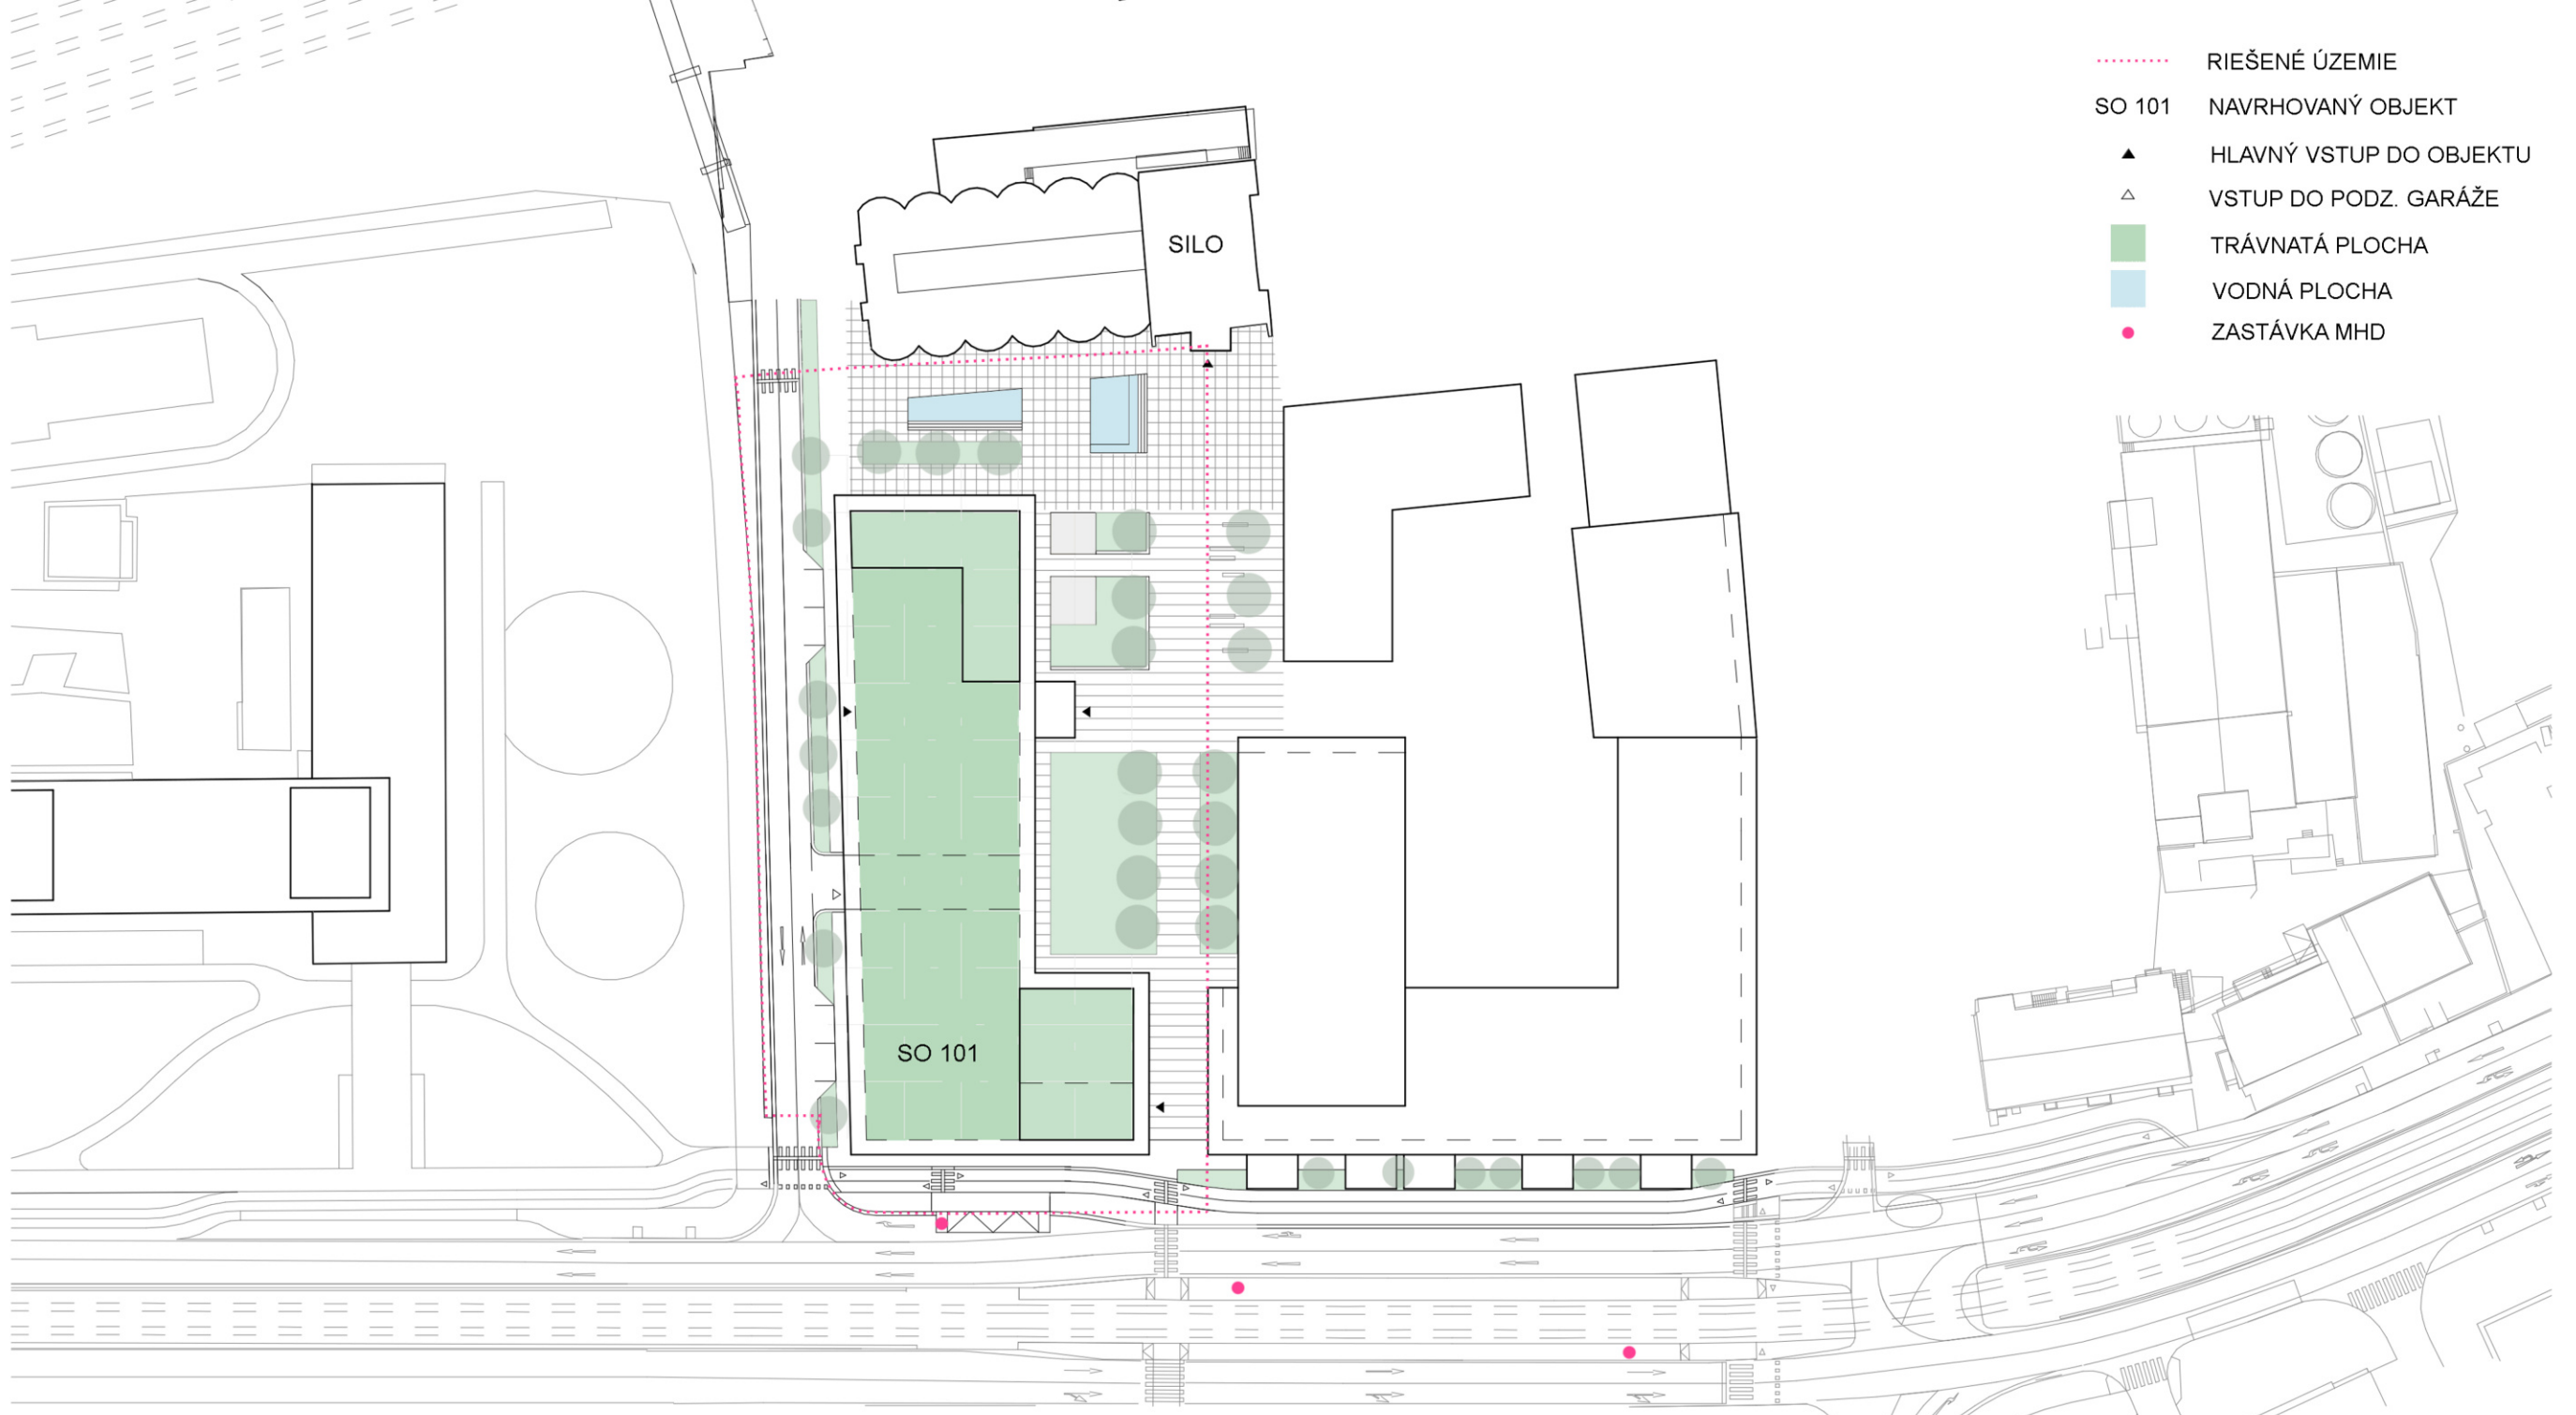 RIEŠENÉ ÚZEMIE
SO 101 NAVRHOVANÝ OBJEKT
HLAVNÝ VSTUP DO OBJEKTU
VSTUP DO PODZ. GARÁŽE
TRÁVNATÁ PLOCHA
VODNÁ PLOCHA
ZASTÁVKA MHD
SILO
SO 101